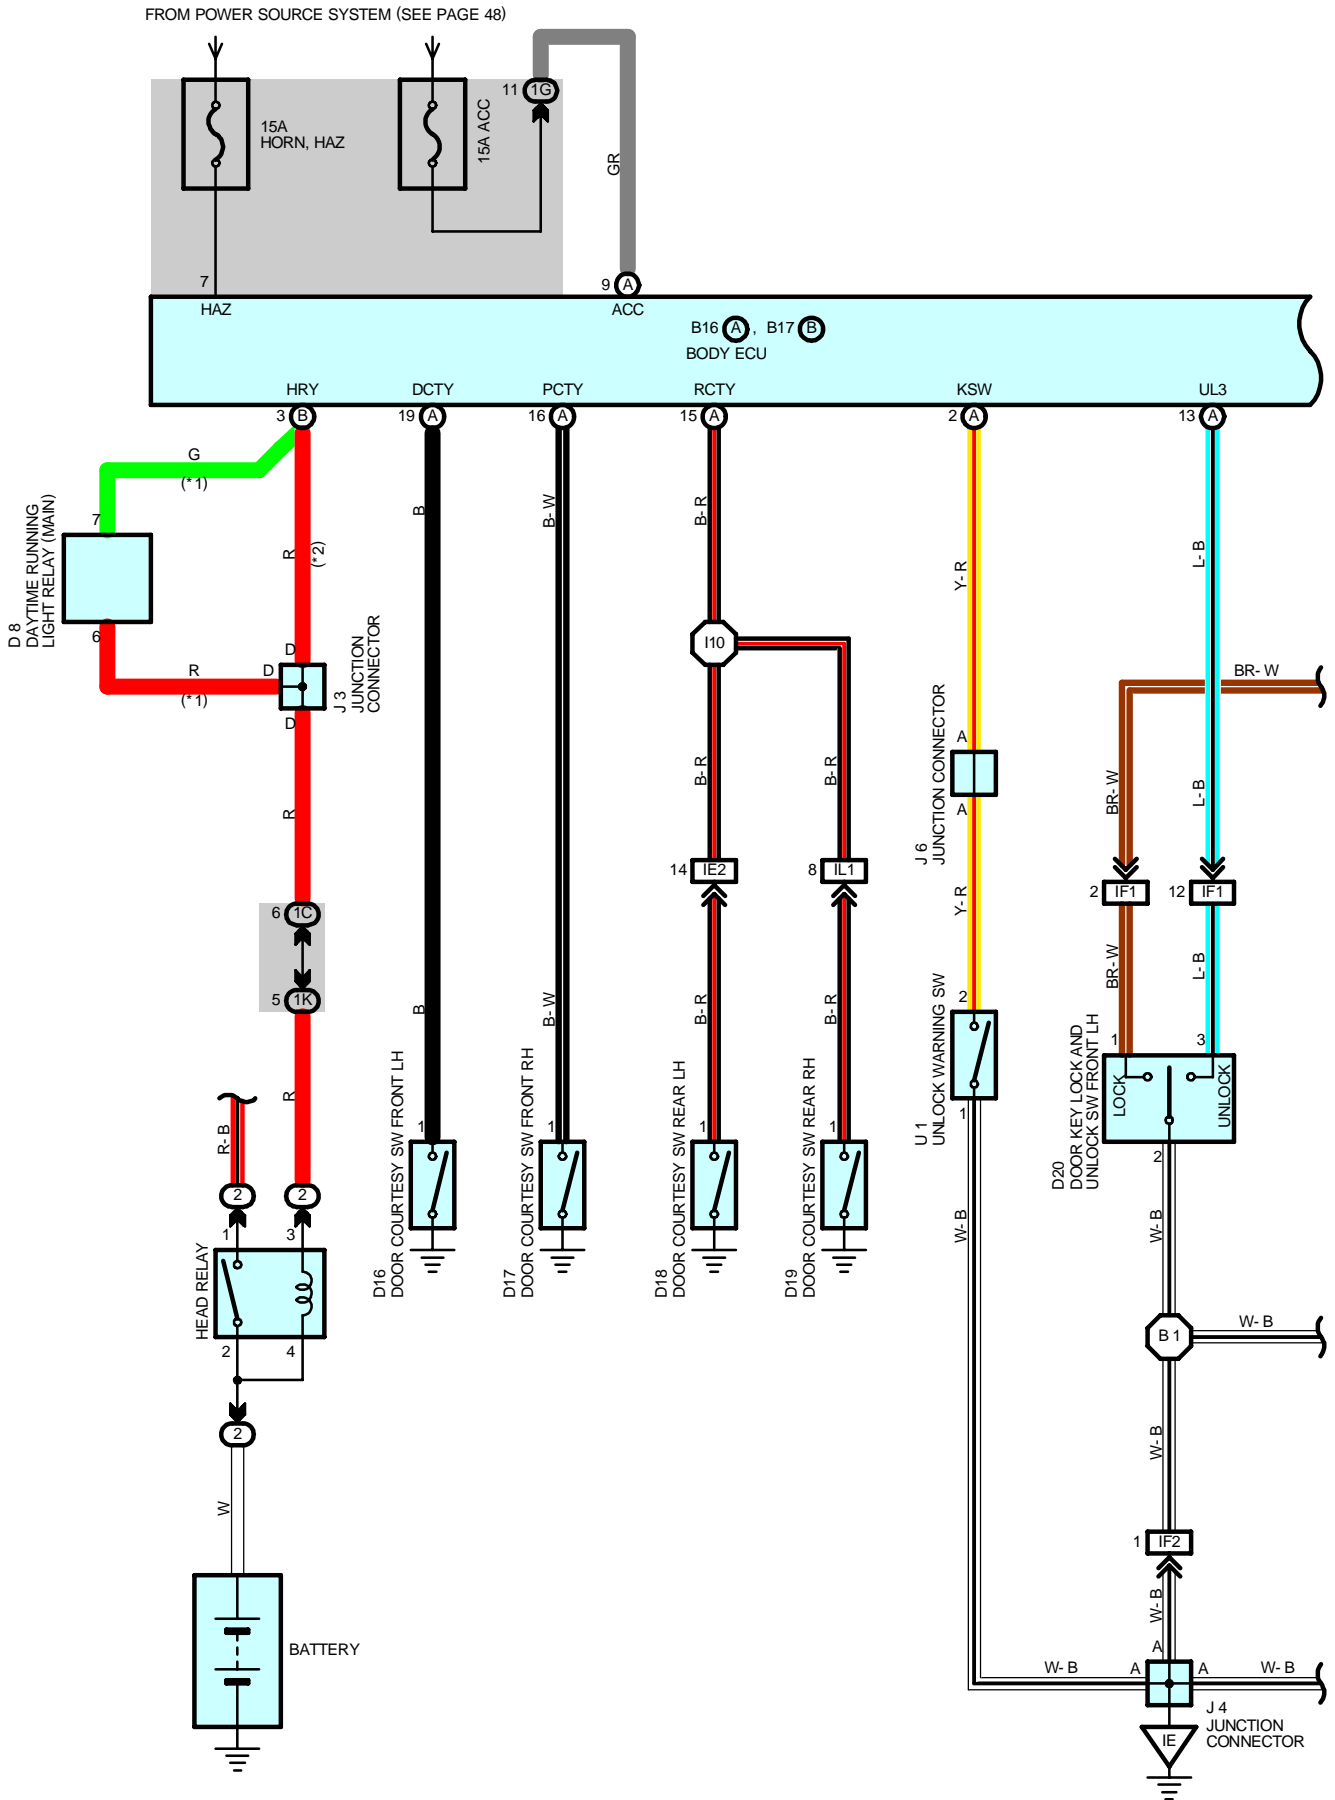 FROM POWER SOURCE SYSTEM (SEE PAGE 48)
15A
HORN, HAZ
15A ACC
11
1G
GR
7
9
A
HAZ
ACC
B16 A , B17 B
BODY ECU
HRY
DCTY
PCTY
RCTY
KSW
UL3
3
B
19
A
16
A
15
A
2
A
13
A
G
(*1)
R
(*2)
B
B-W
B-R
Y-R
L-B
7
6
D 8
DAYTIME RUNNING
LIGHT RELAY (MAIN)
R
(*1)
D
D
D
J 3
JUNCTION
CONNECTOR
I10
BR-W
A
A
J 6
JUNCTION CONNECTOR
R
B-R
B-R
BR-W
L-B
14
IE2
8
IL1
2
IF1
12
IF1
6
1C
5
1K
Y-R
BR-W
L-B
B
B-W
B-R
B-R
2
1
U 1
UNLOCK WARNING SW
1
3
LOCK
UNLOCK
2
D20
DOOR KEY LOCK AND
UNLOCK SW FRONT LH
R-B
R
2
2
1
3
HEAD RELAY
2
4
1
D16
DOOR COURTESY SW FRONT LH
1
D17
DOOR COURTESY SW FRONT RH
1
D18
DOOR COURTESY SW REAR LH
1
D19
DOOR COURTESY SW REAR RH
W-B
W-B
B 1
W-B
2
W
W-B
1
IF2
W-B
BATTERY
A
W-B
A
A
W-B
J 4
JUNCTION
CONNECTOR
IE